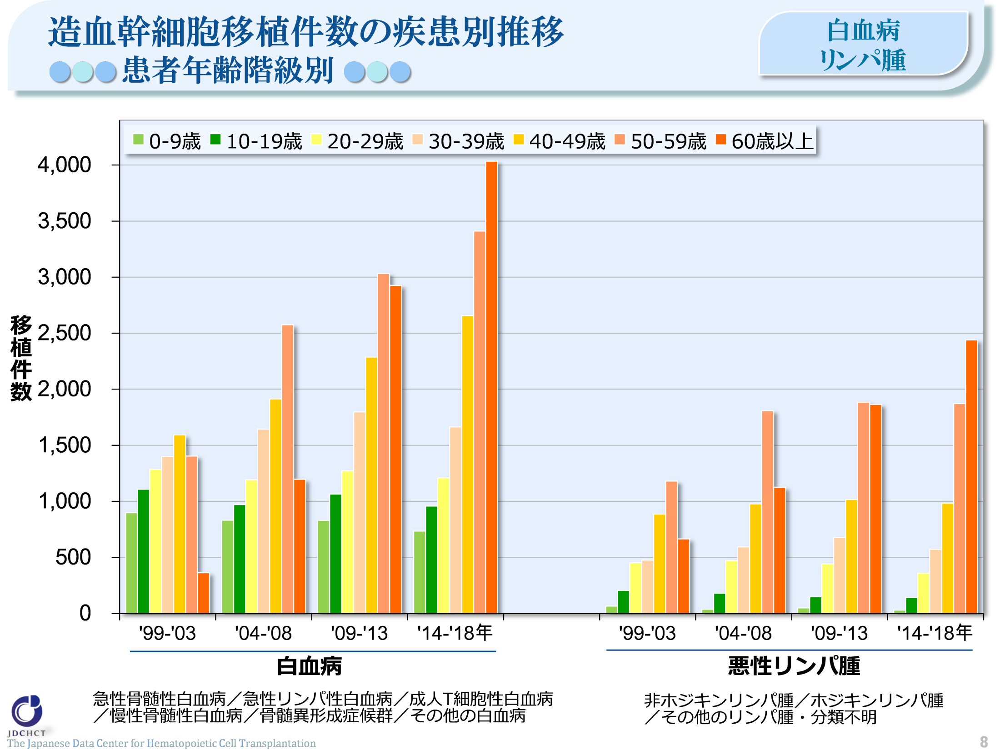 造血幹細胞移植件数の疾患別推移
患者年齢階級別
白血病
リンパ腫
0-9歳 10-19歳 20-29歳 30-39歳 40-49歳 50-59歳 60歳以上
移植件数
4,000
3,500
3,000
2,500
2,000
1,500
1,000
500
0
'99-'03 '04-'08 '09-'13 '14-'18年 '99-'03 '04-'08 '09-'13 '14-'18年
白血病
悪性リンパ腫
急性骨髄性白血病／急性リンパ性白血病／成人T細胞性白血病
／慢性骨髄性白血病／骨髄異形成症候群／その他の白血病
非ホジキンリンパ腫／ホジキンリンパ腫
／その他のリンパ腫・分類不明
JDCHCT
The Japanese Data Center for Hematopoietic Cell Transplantation
8